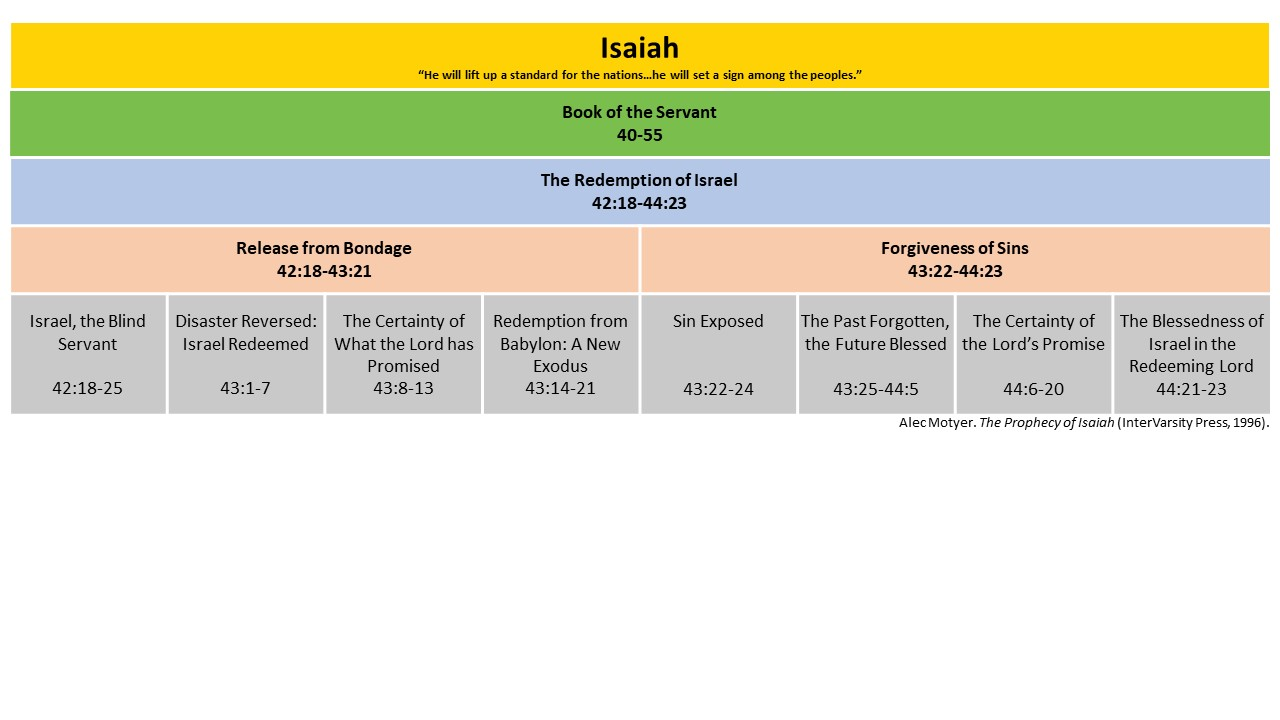 Isaiah
“He will lift up a standard for the nations…he will set a sign among the peoples.”
Book of the Servant
40-55
The Redemption of Israel
42:18-44:23
Release from Bondage
42:18-43:21
Forgiveness of Sins
43:22-44:23
Israel, the Blind
Servant
42:18-25
Disaster Reversed:
Israel Redeemed
43:1-7
The Certainty of
What the Lord has
Promised
43:8-13
Redemption from
Babylon: A New
Exodus
43:14-21
Sin Exposed
43:22-24
The Past Forgotten,
the Future Blessed
43:25-44:5
The Certainty of
the Lord’s Promise
44:6-20
The Blessedness of
Israel in the
Redeeming Lord
44:21-23
Alec Motyer. The Prophecy of Isaiah (InterVarsity Press, 1996).